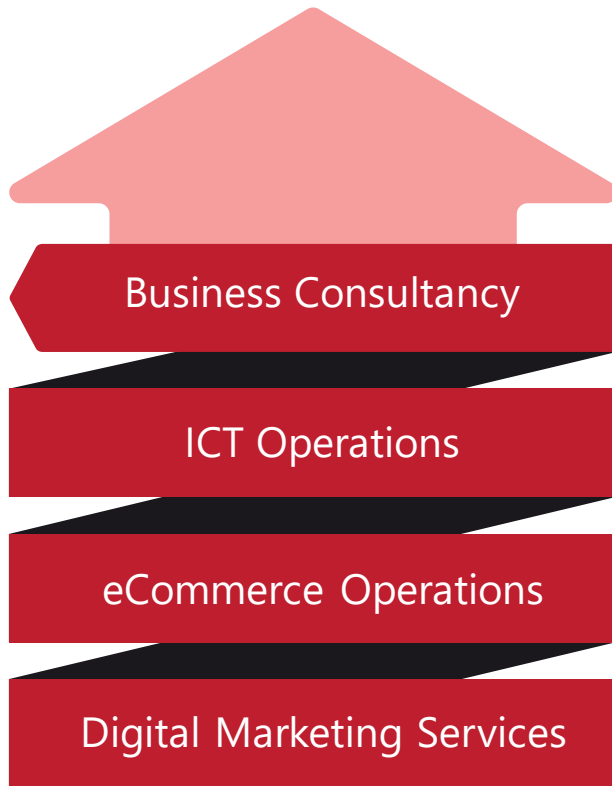 Business Consultancy
ICT Operations
eCommerce Operations
Digital Marketing Services